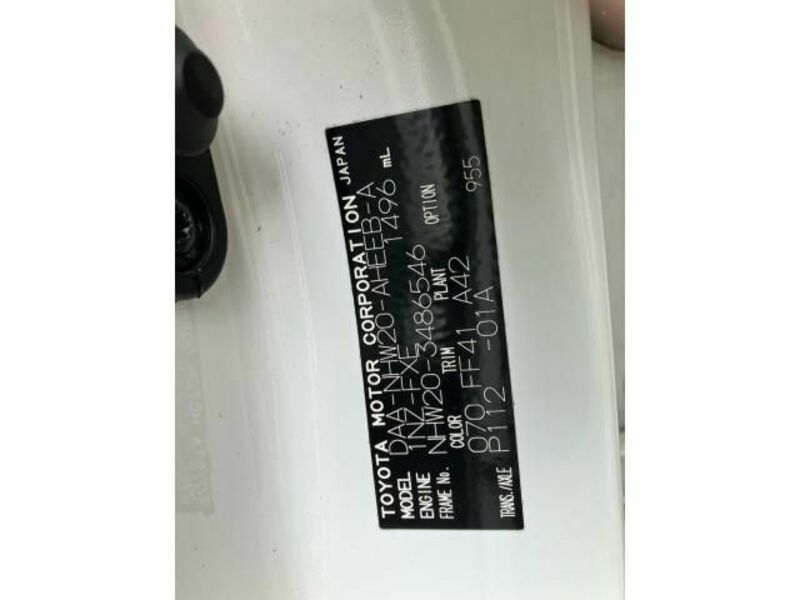 TOYOTA MOTOR CORPORATION JAPAN
MODEL DAA-NHW20-AHEEB-A
ENGINE 1NZ-FXE 1496 mL
FRAME No. NHW20-3486546
COLOR TRIM PLANT OPTION
070 FF41 A42 955
TRANS./AXLE P112 -01A